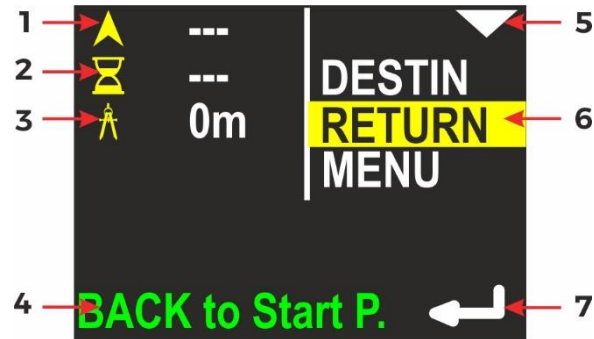 1
---
5
2
---
DESTIN
3
0m
RETURN
6
MENU
4
BACK to Start P.
7